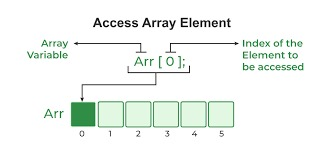 Access Array Element
Array
Variable
Arr [ 0 ];
Index of the
Element to
be accessed
Arr
0 1 2 3 4 5